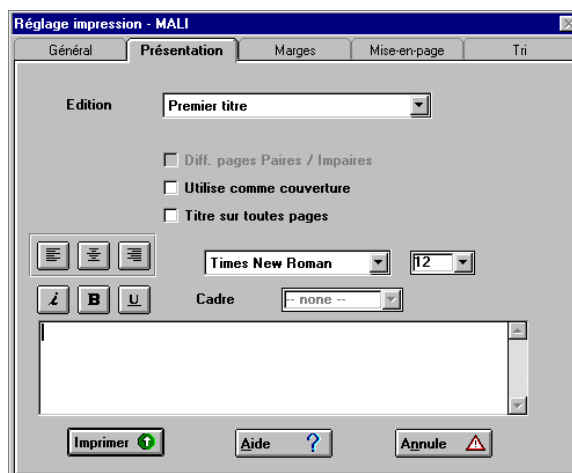 Réglage impression - MALI
Général Présentation Marges Mise-en-page Tri
Edition Premier titre
Diff. pages Paires / Impaires
Utilise comme couverture
Titre sur toutes pages
Times New Roman 12
i B U Cadre -- none --
Imprimer Aide ? Annule